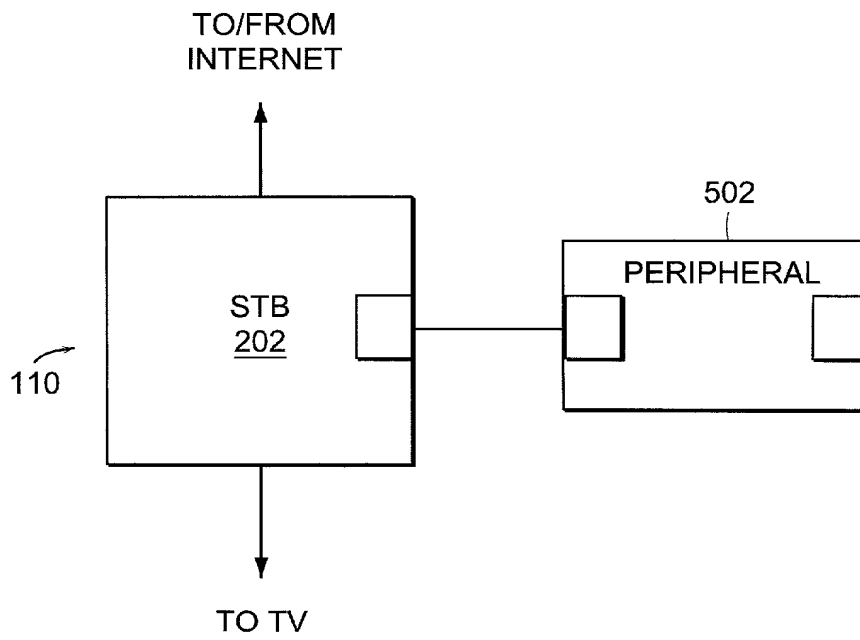 TO/FROM
INTERNET
502
PERIPHERAL
STB
202
110
TO TV